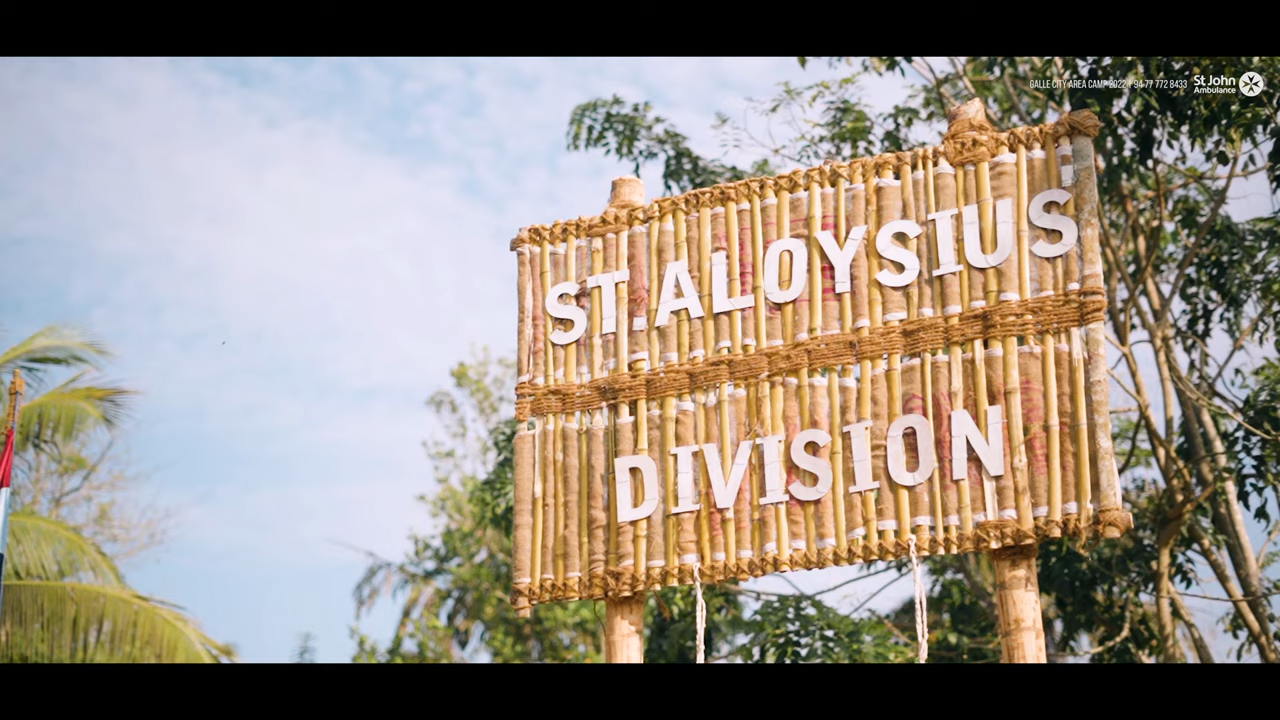 GALLE CITY AREA CAMP 2022 | 94 77 772 8433
St John
Ambulance
ST.ALOYSIUS
DIVISION